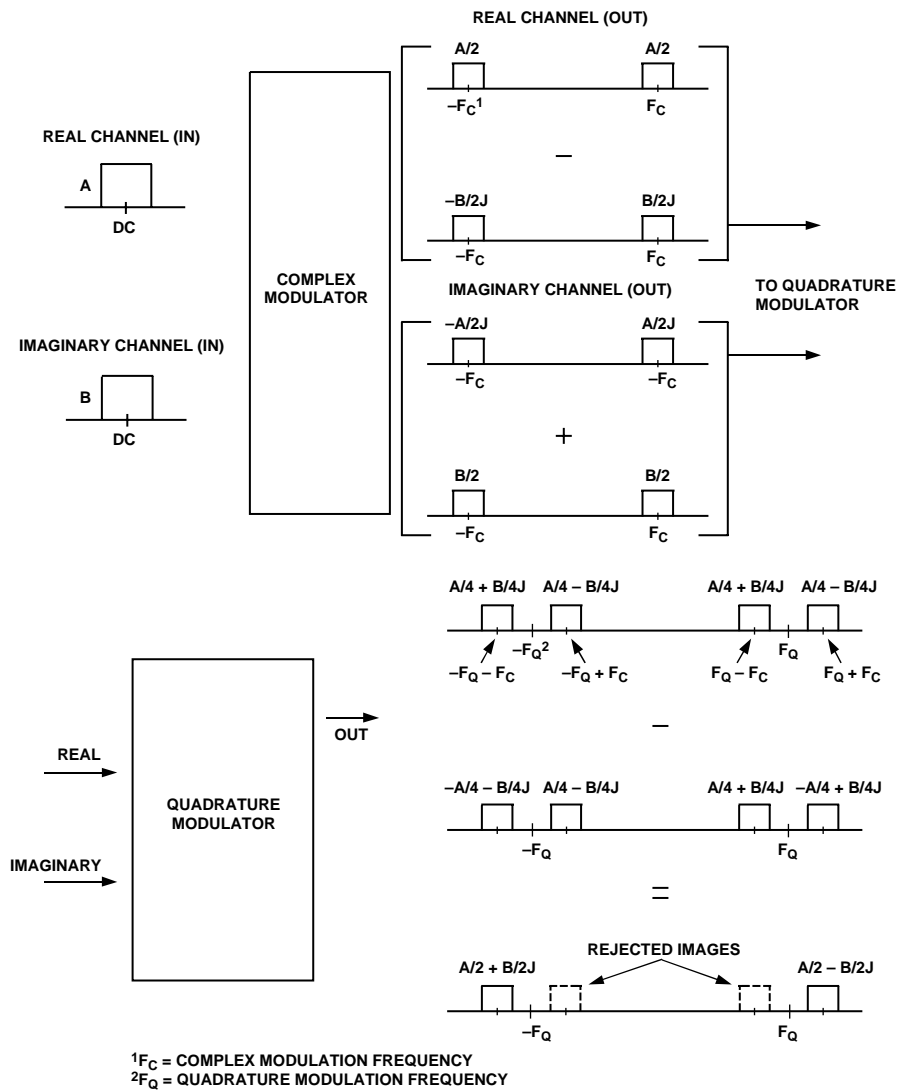 REAL CHANNEL (OUT)
A/2 A/2
–FC1 FC
REAL CHANNEL (IN)
A
DC
–
–B/2J B/2J
–FC FC
COMPLEX
MODULATOR
TO QUADRATURE
MODULATOR
IMAGINARY CHANNEL (OUT)
–A/2J A/2J
–FC –FC
IMAGINARY CHANNEL (IN)
B
DC
+
B/2 B/2
–FC FC
A/4 + B/4J A/4 – B/4J A/4 + B/4J A/4 – B/4J
–FQ2 FQ
–FQ – FC –FQ + FC FQ – FC FQ + FC
–
OUT
REAL
QUADRATURE
MODULATOR
IMAGINARY
–A/4 – B/4J A/4 – B/4J A/4 + B/4J –A/4 + B/4J
–FQ FQ
=
REJECTED IMAGES
A/2 + B/2J A/2 – B/2J
–FQ FQ
1FC = COMPLEX MODULATION FREQUENCY
2FQ = QUADRATURE MODULATION FREQUENCY